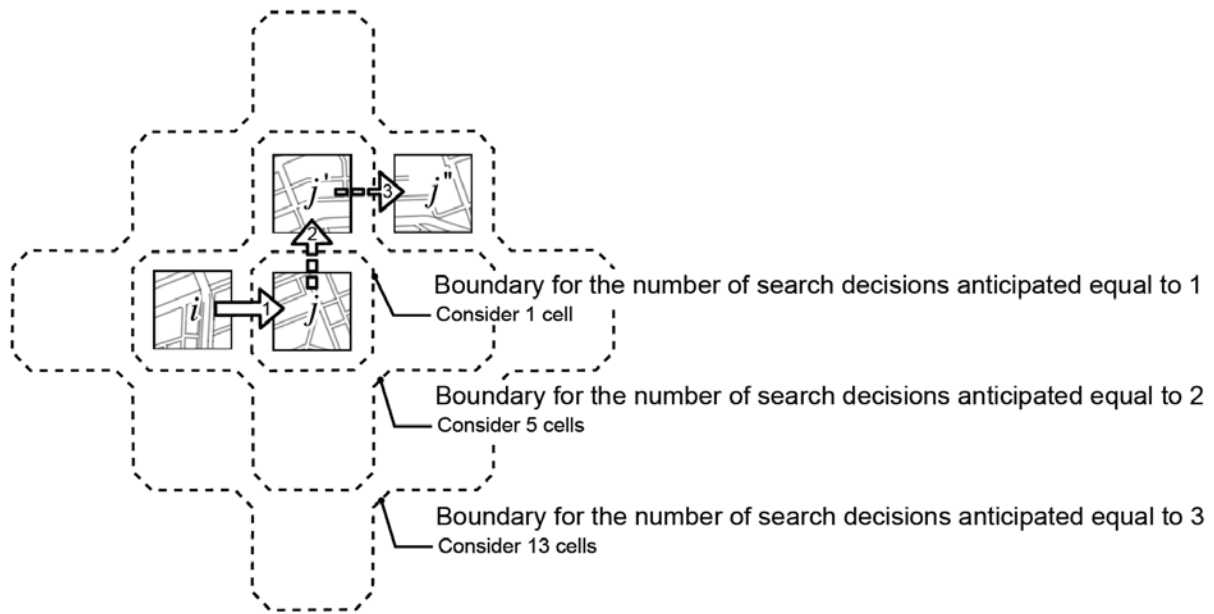 j' 3 j"
2
i 1 j
Boundary for the number of search decisions anticipated equal to 1
Consider 1 cell
Boundary for the number of search decisions anticipated equal to 2
Consider 5 cells
Boundary for the number of search decisions anticipated equal to 3
Consider 13 cells